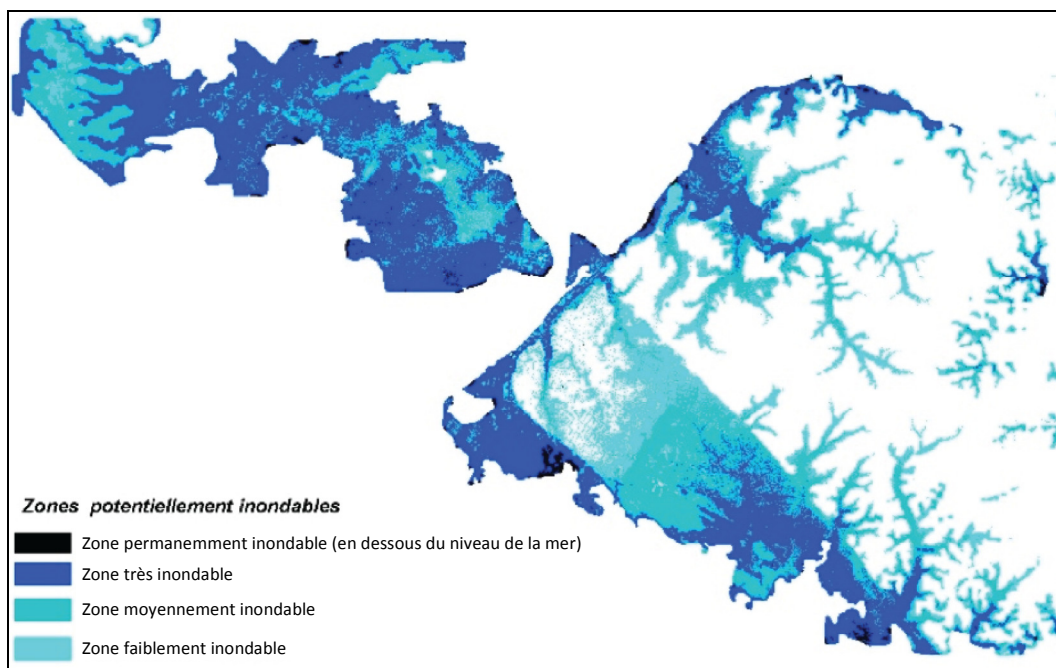 Zones potentiellement inondables
Zone permanemment inondable (en dessous du niveau de la mer)
Zone très inondable
Zone moyennement inondable
Zone faiblement inondable